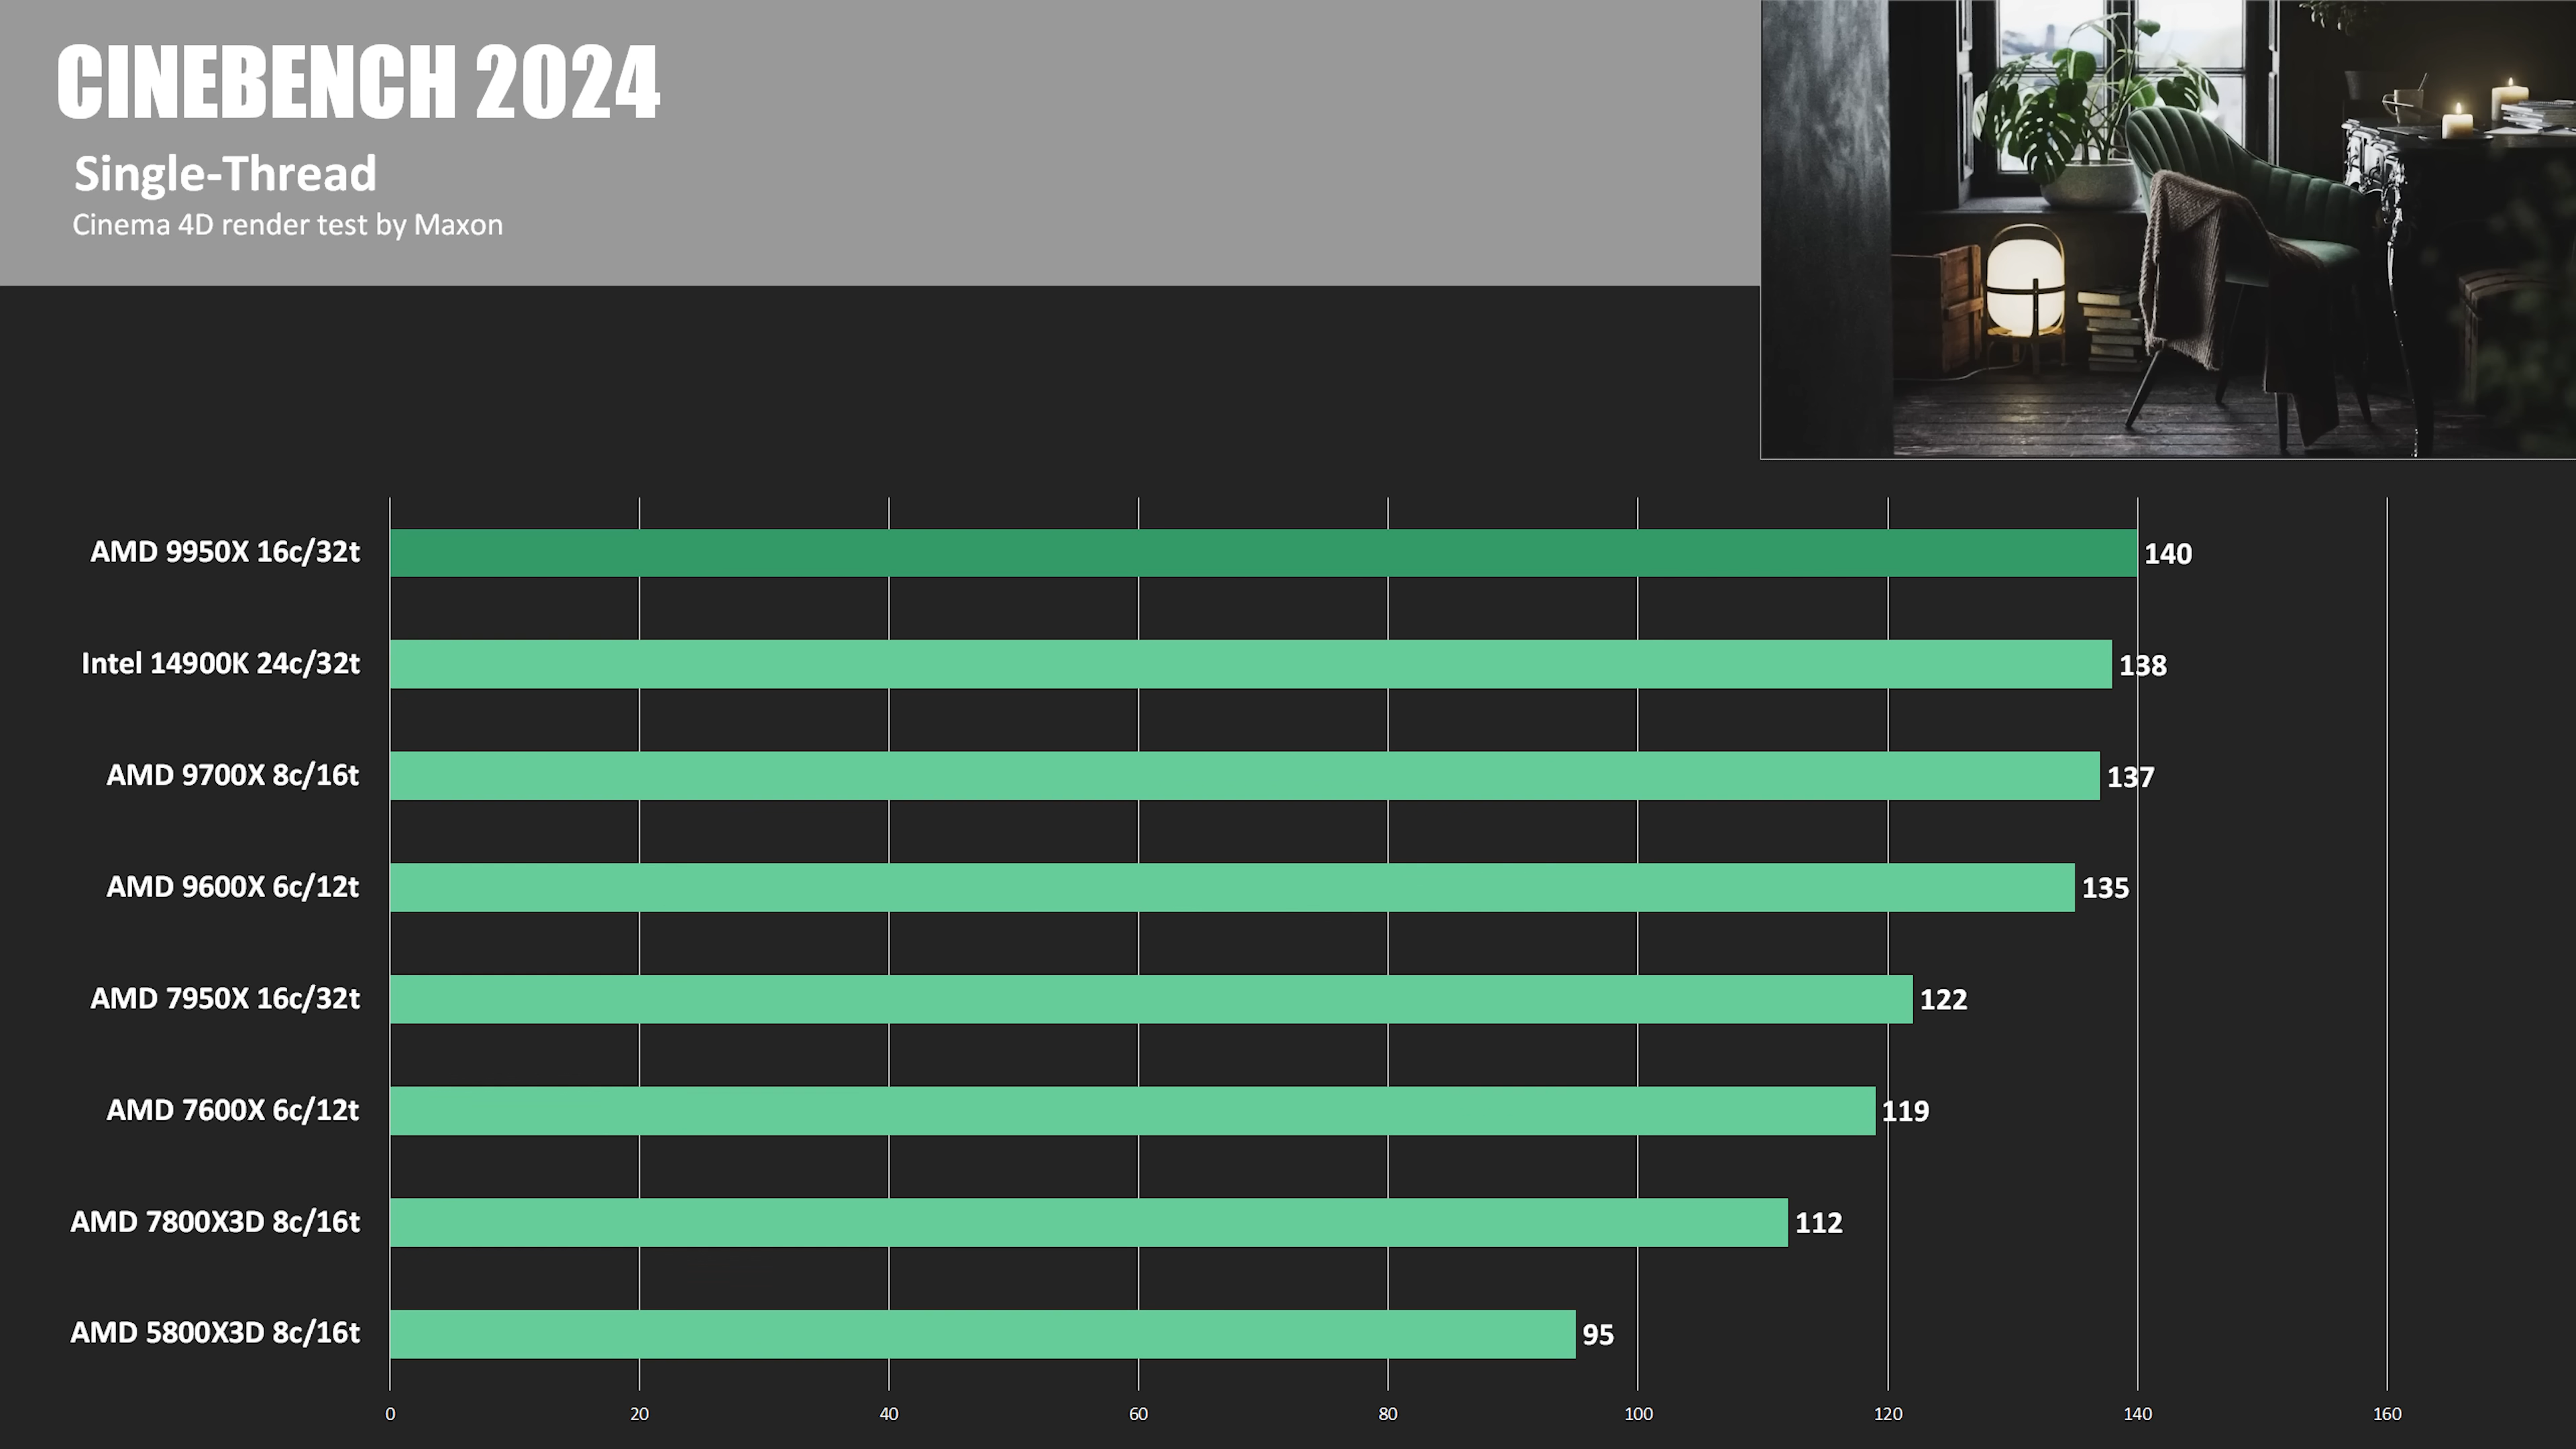 CINEBENCH 2024
Single-Thread
Cinema 4D render test by Maxon
AMD 9950X 16c/32t 140
Intel 14900K 24c/32t 138
AMD 9700X 8c/16t 137
AMD 9600X 6c/12t 135
AMD 7950X 16c/32t 122
AMD 7600X 6c/12t 119
AMD 7800X3D 8c/16t 112
AMD 5800X3D 8c/16t 95
0 20 40 60 80 100 120 140 160